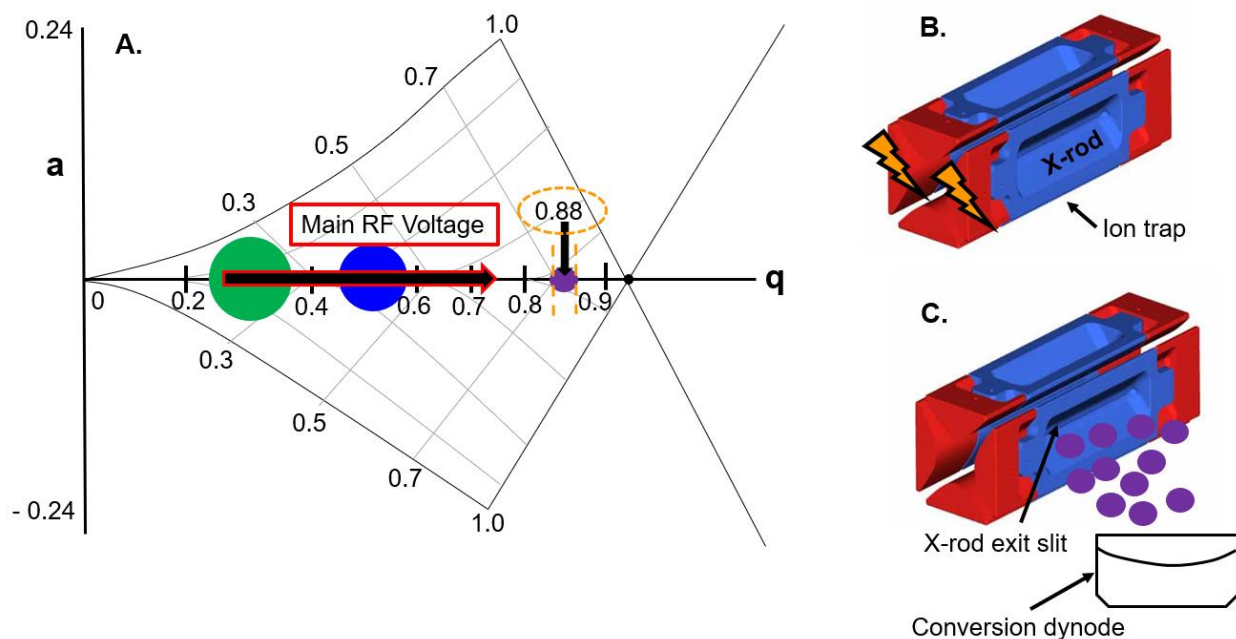 0.24
A.
1.0
0.7
0.5
0.3
a
Main RF Voltage
0.88
q
0
0.2
0.4
0.6
0.7
0.8
0.9
0.3
0.5
0.7
1.0
- 0.24
B.
X-rod
Ion trap
C.
X-rod exit slit
Conversion dynode